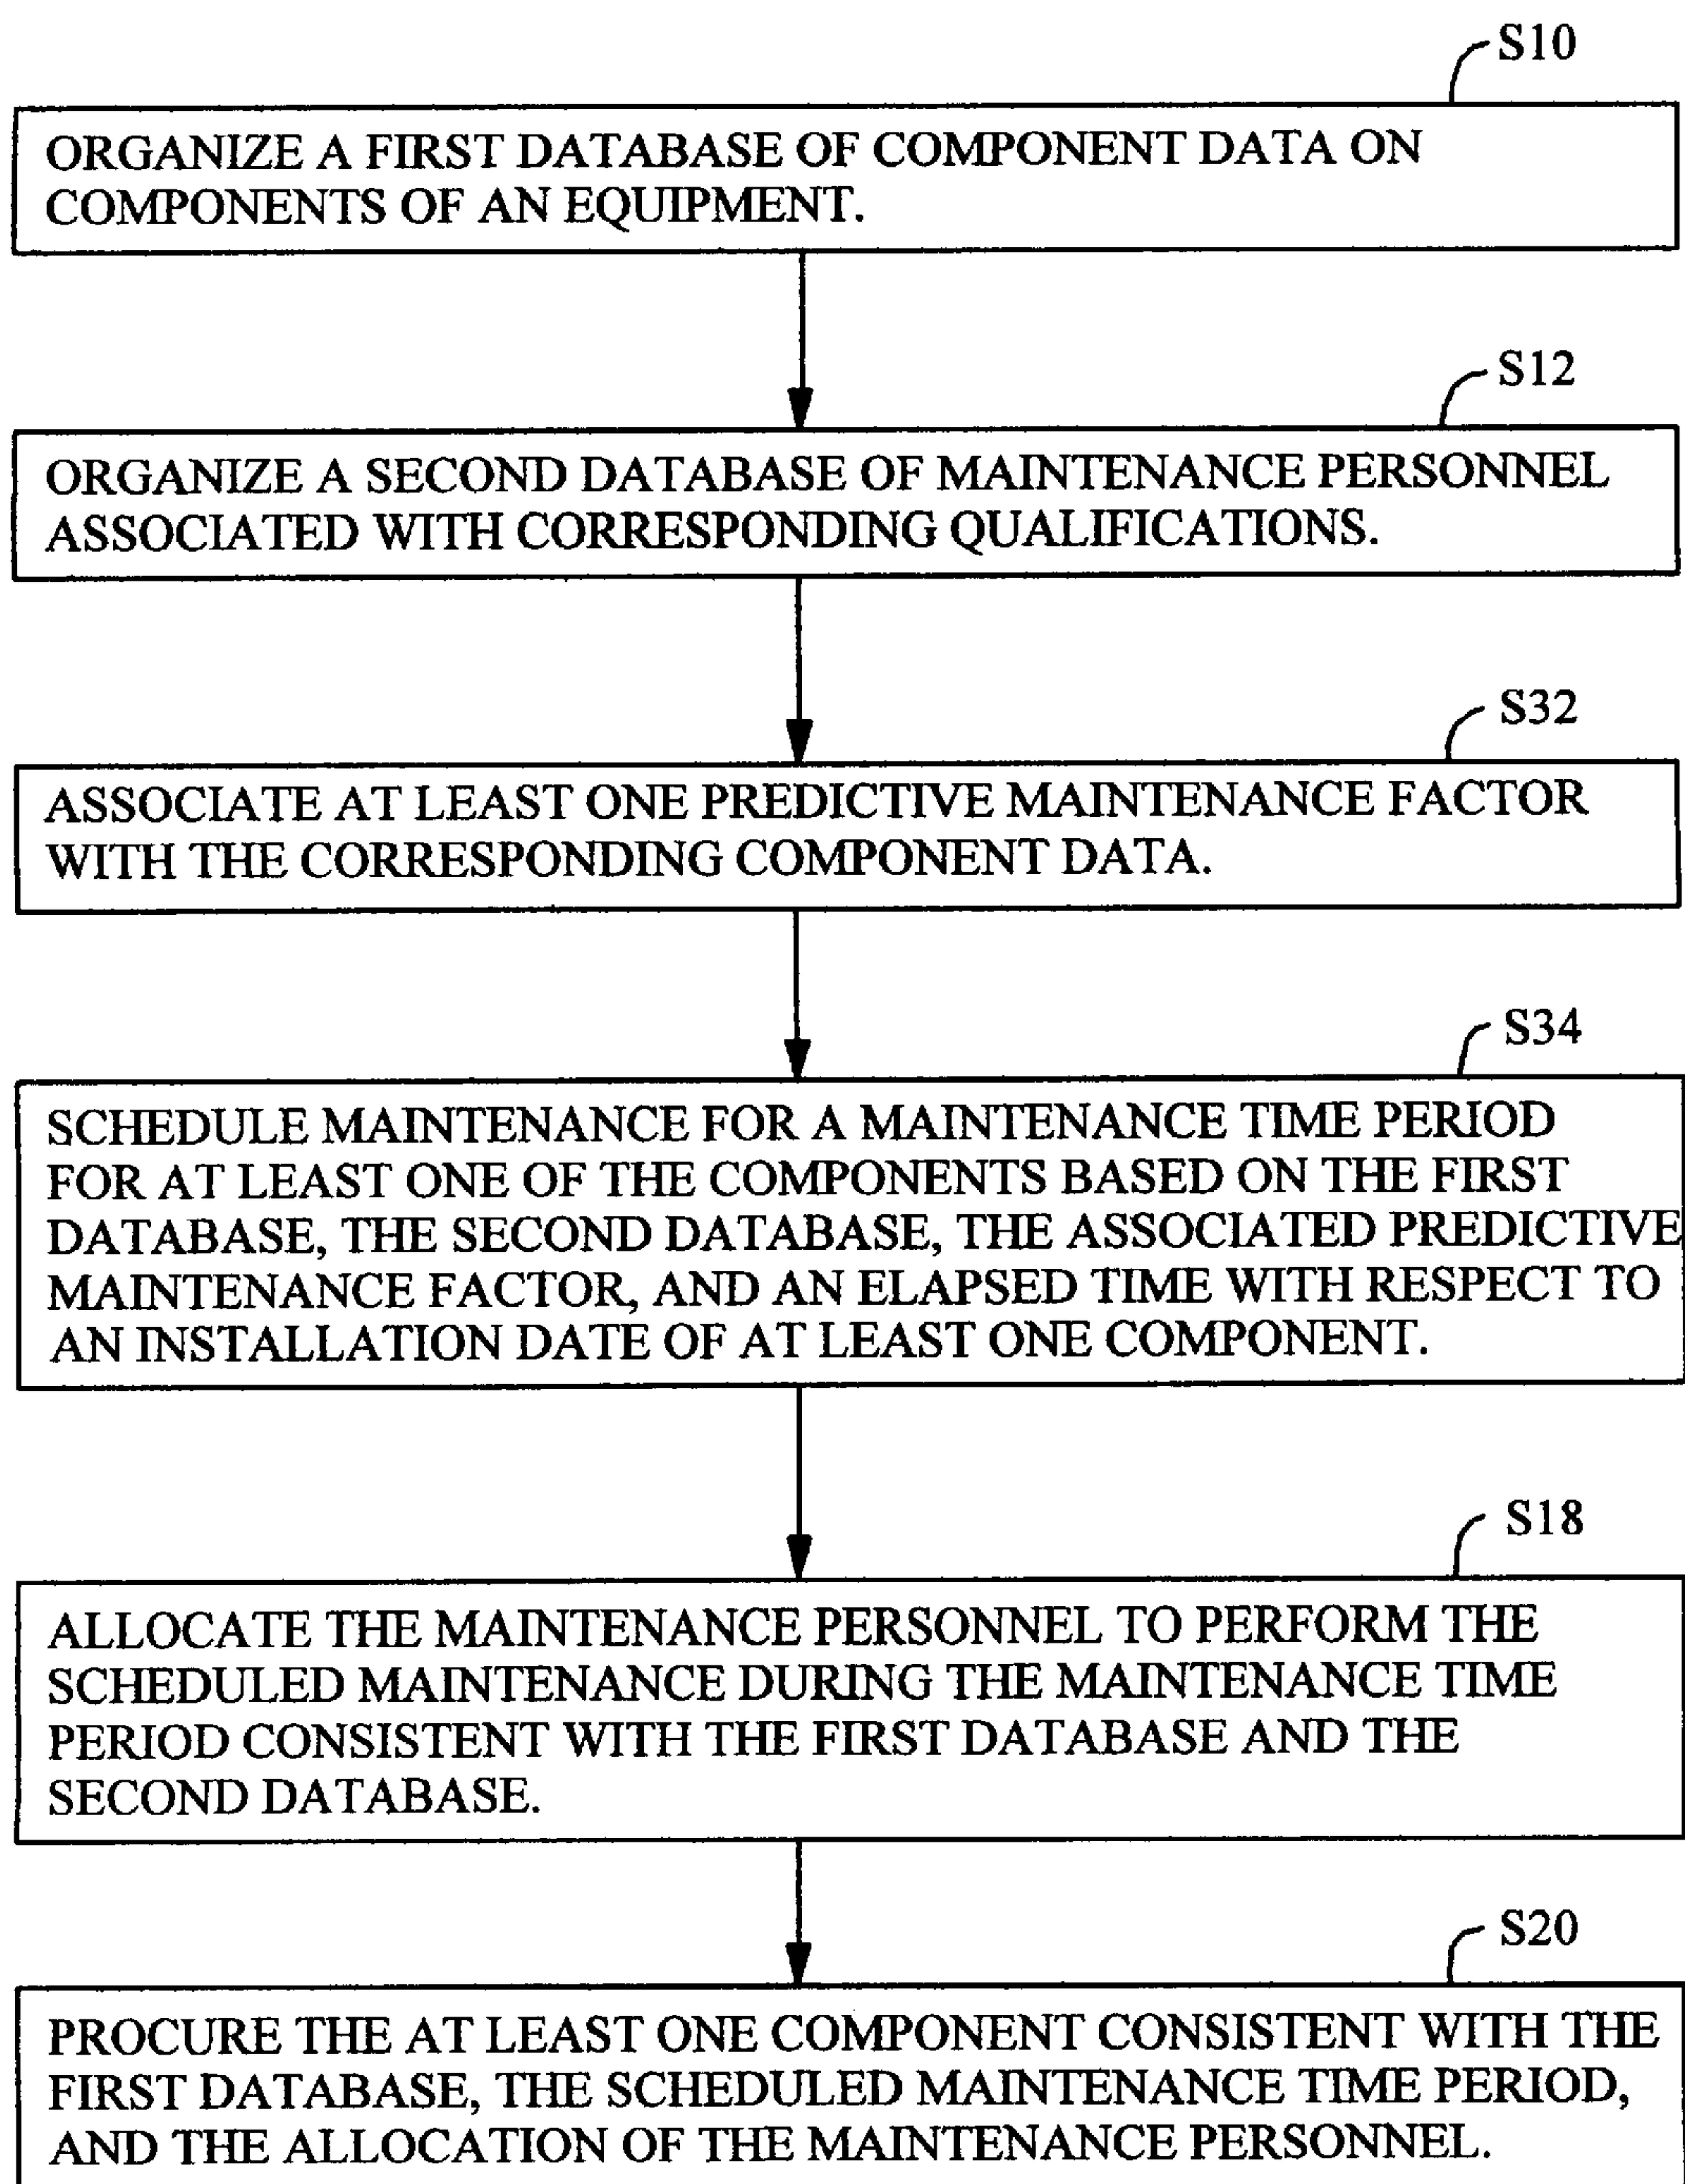 S10
ORGANIZE A FIRST DATABASE OF COMPONENT DATA ON
COMPONENTS OF AN EQUIPMENT.
S12
ORGANIZE A SECOND DATABASE OF MAINTENANCE PERSONNEL
ASSOCIATED WITH CORRESPONDING QUALIFICATIONS.
S32
ASSOCIATE AT LEAST ONE PREDICTIVE MAINTENANCE FACTOR
WITH THE CORRESPONDING COMPONENT DATA.
S34
SCHEDULE MAINTENANCE FOR A MAINTENANCE TIME PERIOD
FOR AT LEAST ONE OF THE COMPONENTS BASED ON THE FIRST
DATABASE, THE SECOND DATABASE, THE ASSOCIATED PREDICTIVE
MAINTENANCE FACTOR, AND AN ELAPSED TIME WITH RESPECT TO
AN INSTALLATION DATE OF AT LEAST ONE COMPONENT.
S18
ALLOCATE THE MAINTENANCE PERSONNEL TO PERFORM THE
SCHEDULED MAINTENANCE DURING THE MAINTENANCE TIME
PERIOD CONSISTENT WITH THE FIRST DATABASE AND THE
SECOND DATABASE.
S20
PROCURE THE AT LEAST ONE COMPONENT CONSISTENT WITH THE
FIRST DATABASE, THE SCHEDULED MAINTENANCE TIME PERIOD,
AND THE ALLOCATION OF THE MAINTENANCE PERSONNEL.